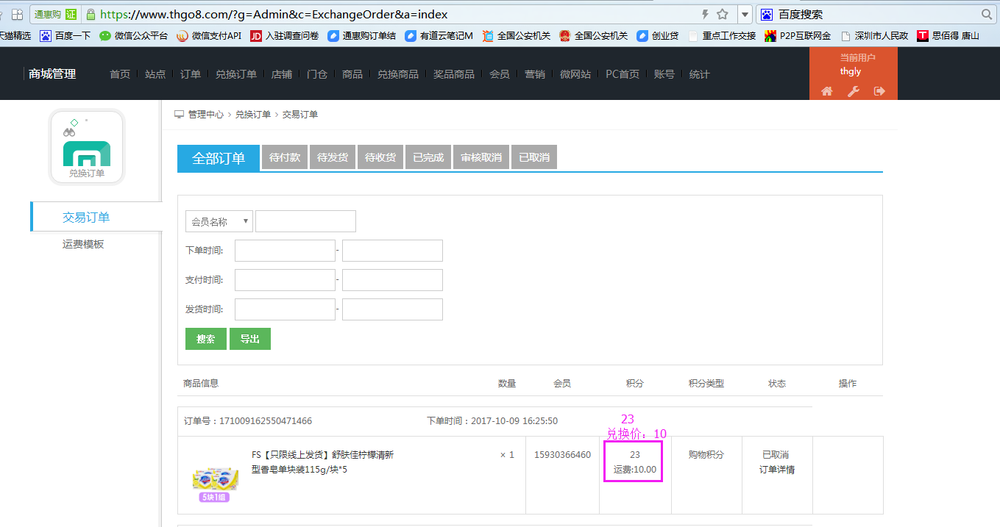 通惠购 证 https://www.thgo8.com/?g=Admin&c=ExchangeOrder&a=index 百度搜索
天猫精选 百度一下 微信公众平台 微信支付API JD 入驻调查问卷 通惠购订单结 有道云笔记M 全国公安机关 全国公安机关 创业贷 重点工作交接 P2P互联网金 深圳市人民政 T 思佰得 唐山
商城管理 首页 站点 订单 兑换订单 店铺 门仓 商品 兑换商品 奖品商品 会员 营销 微网站 PC首页 账号 统计
当前用户
thgly
兑换订单
管理中心 › 兑换订单 › 交易订单
全部订单 待付款 待发货 待收货 已完成 审核取消 已取消
交易订单
运费模板
会员名称 ▼
下单时间: -
支付时间: -
发货时间: -
搜索 导出
商品信息 数量 会员 积分 积分类型 状态 操作
订单号：171009162550471466 下单时间：2017-10-09 16:25:50
23
兑换价：10
FS【只限线上发货】舒肤佳柠檬清新 × 1 15930366460 23 购物积分 已取消
型香皂单块装115g/块*5 运费:10.00 订单详情
5块1组